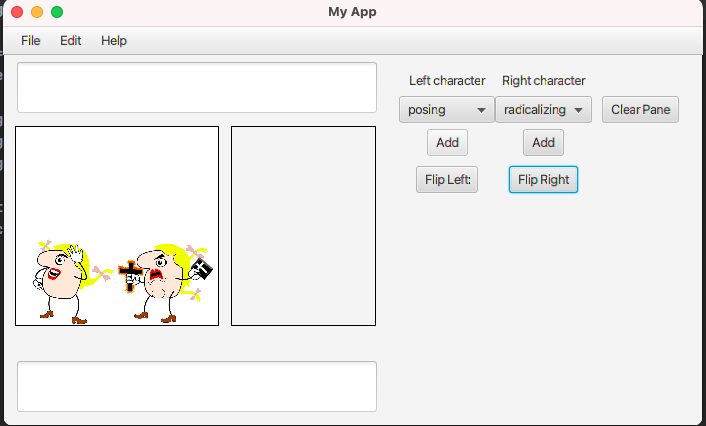 My App
File Edit Help
Left character Right character
posing radicalizing Clear Pane
Add Add
Flip Left: Flip Right